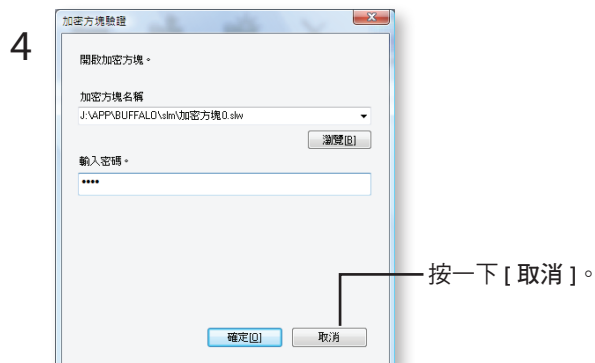 4
加密方塊驗證
開啟加密方塊。
加密方塊名稱
J:\APP\BUFFALO\slm\加密方塊0.slw
瀏覽[B]
輸入密碼。
••••
按一下 [ 取消 ]。
確定[O]
取消